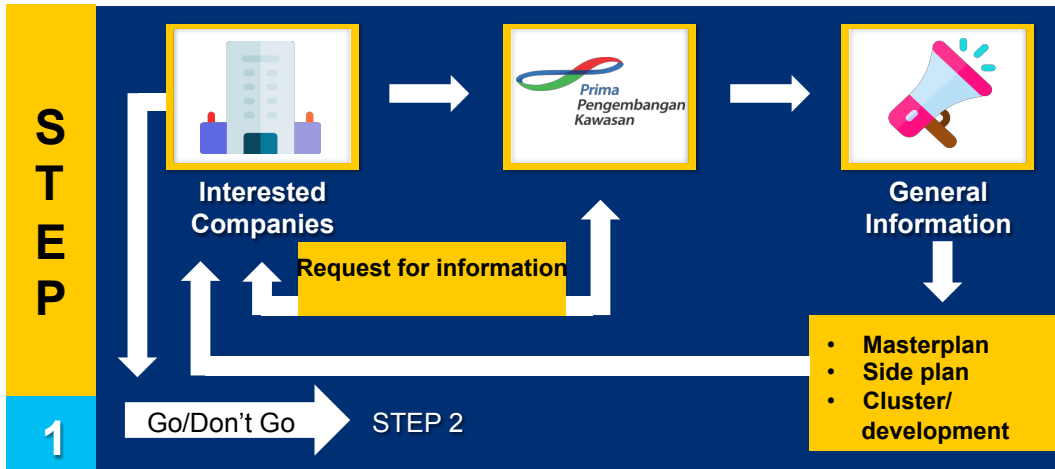 STEP
1
Interested
Companies
Prima
Pengembangan
Kawasan
General
Information
Request for information
• Masterplan
• Side plan
• Cluster/
development
Go/Don’t Go
STEP 2